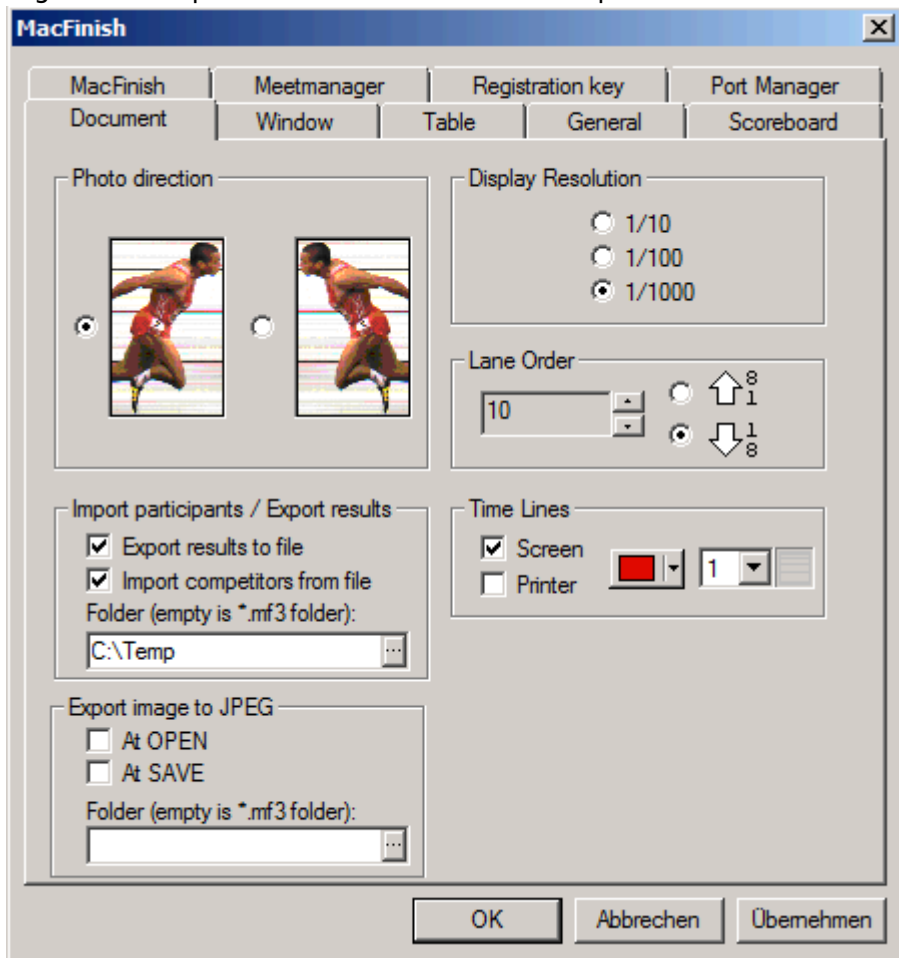 MacFinish
MacFinish Meetmanager Registration key Port Manager
Document Window Table General Scoreboard
Photo direction
Display Resolution
1/10
1/100
1/1000
Lane Order
10
8
1
1
8
Import participants / Export results
Export results to file
Import competitors from file
Folder (empty is *.mf3 folder):
C:\Temp
...
Time Lines
Screen
Printer
1
Export image to JPEG
At OPEN
At SAVE
Folder (empty is *.mf3 folder):
...
OK Abbrechen Übernehmen